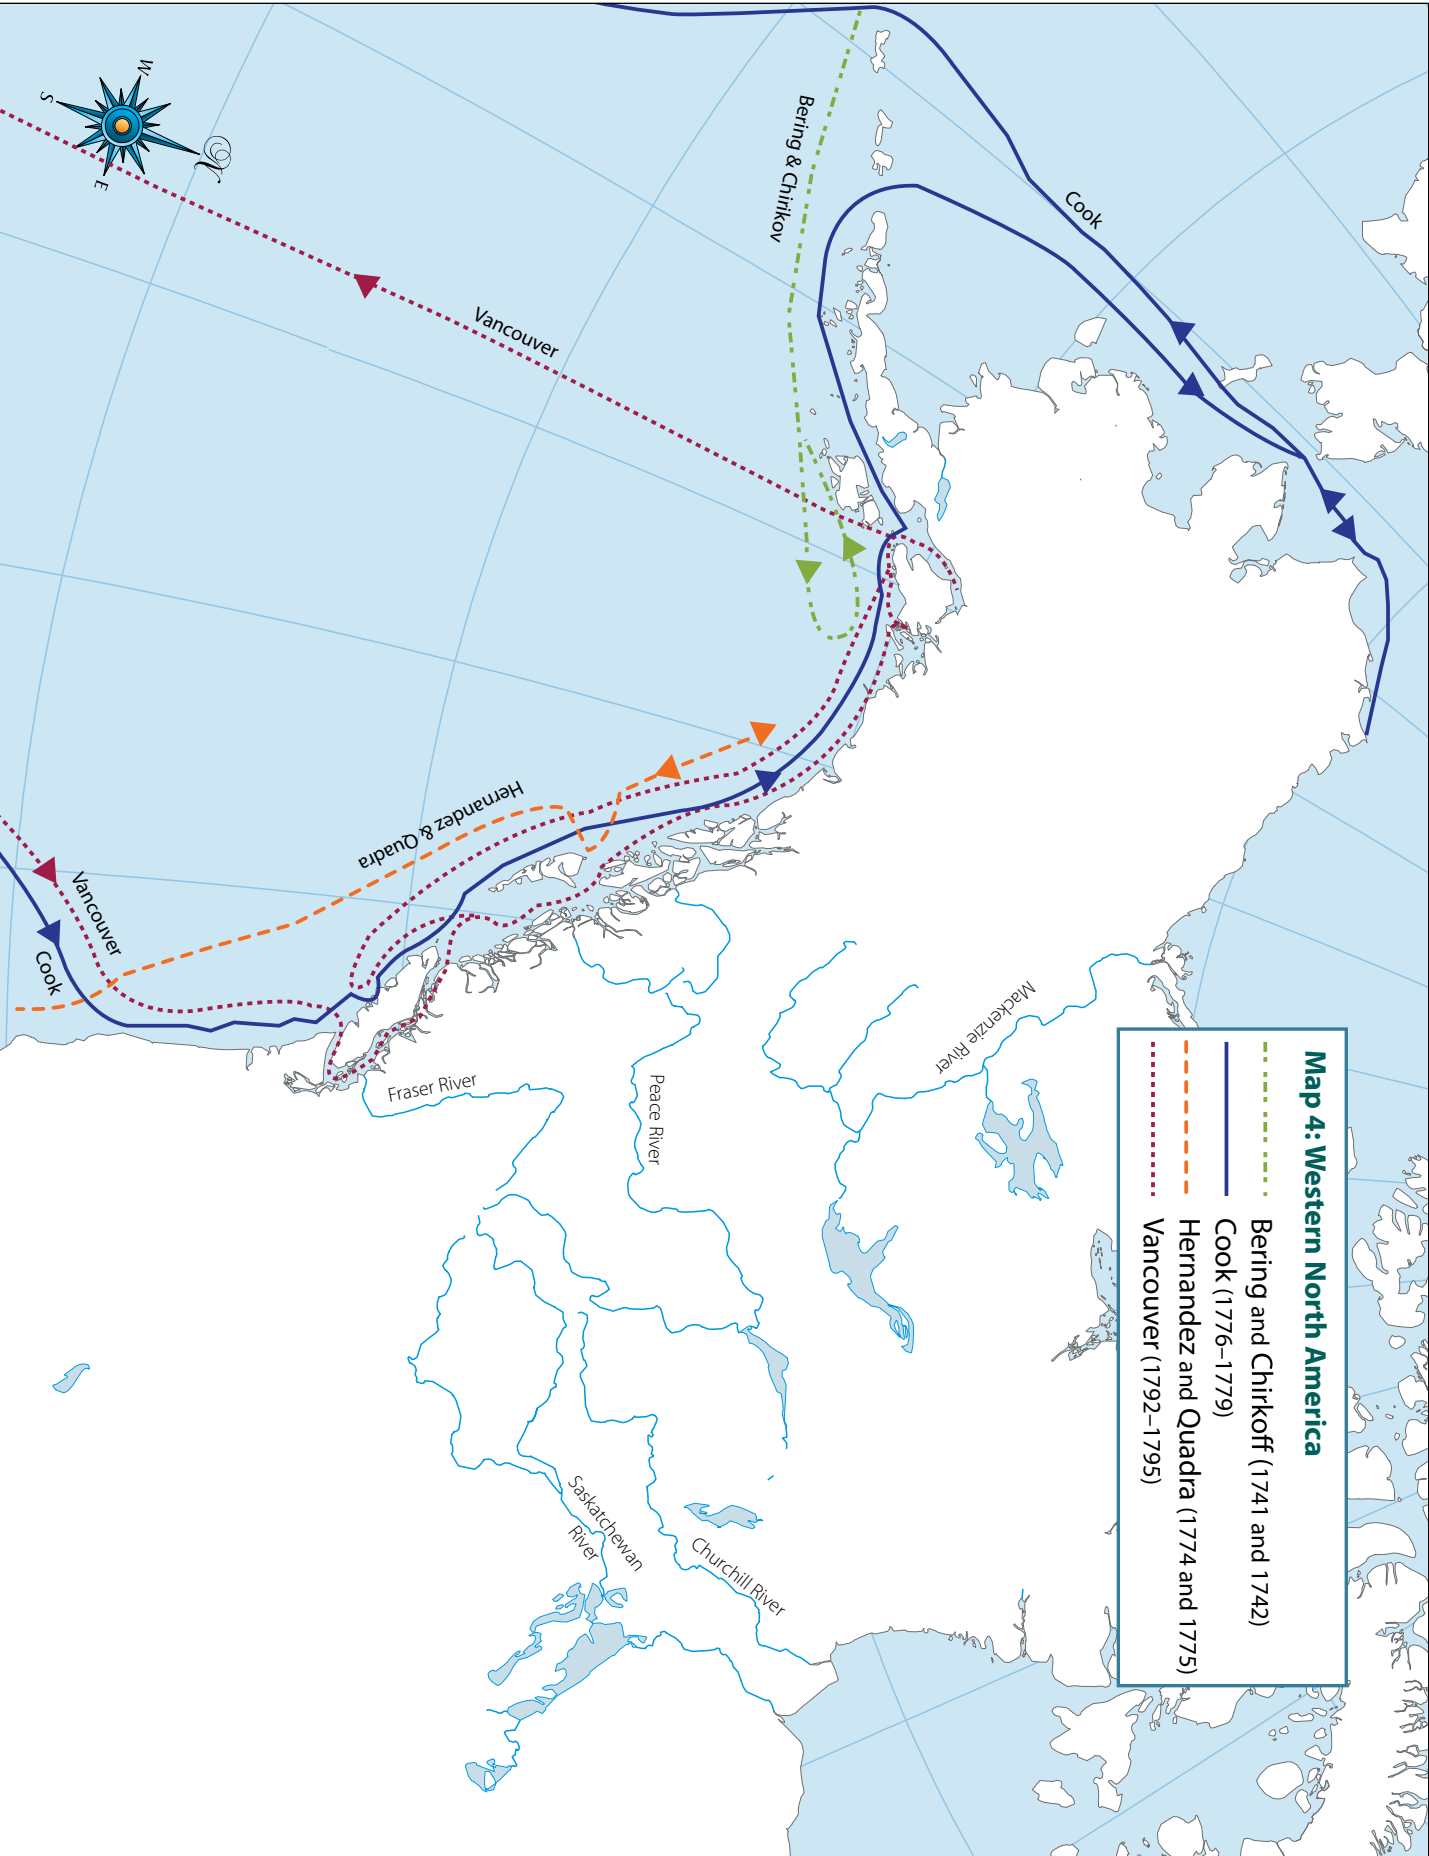 Map 4: Western North America
Bering and Chirkoff (1741 and 1742)
Cook (1776–1779)
Hernandez and Quadra (1774 and 1775)
Vancouver (1792–1795)
Cook
Bering & Chirikov
Vancouver
Hernandez & Quadra
Vancouver
Cook
Mackenzie River
Peace River
Fraser River
Saskatchewan
River
Churchill River
N
W
S
E